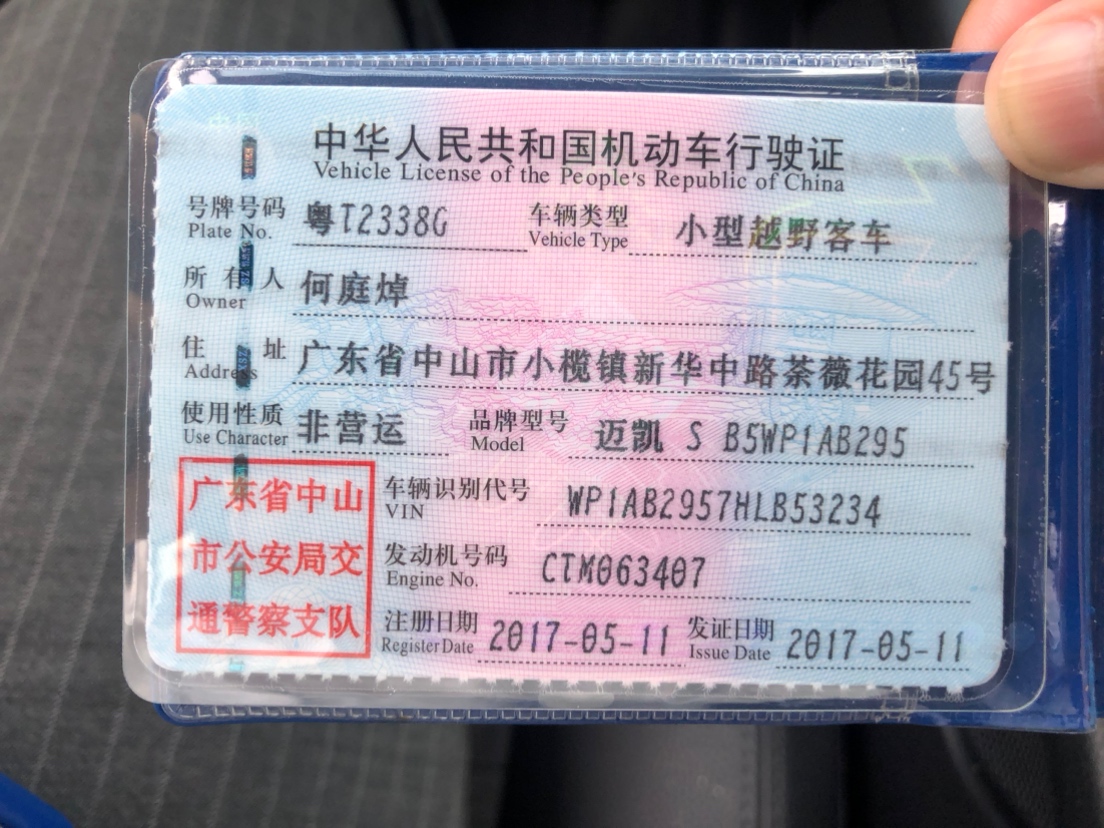 中华人民共和国机动车行驶证
Vehicle License of the People's Republic of China
号牌号码 粤T2338G 车辆类型 小型越野客车
Plate No. Vehicle Type
所有人 何庭焯
Owner
住址 广东省中山市小榄镇新华中路荼薇花园45号
Address
使用性质 非营运 品牌型号 迈凯 S B5WP1AB295
Use Character Model
广东省中山 车辆识别代号 WP1AB2957HLB53234
VIN
市公安局交 发动机号码 CTM063407
Engine No.
通警察支队 注册日期 2017-05-11 发证日期 2017-05-11
Register Date Issue Date